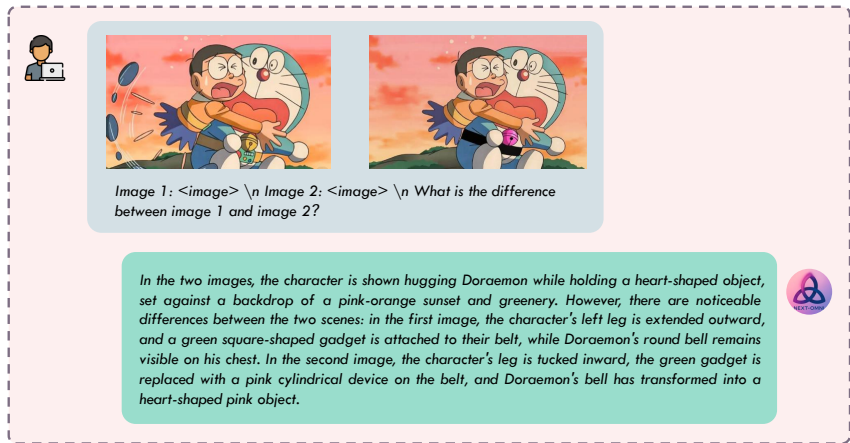 Image 1: <image> \n Image 2: <image> \n What is the difference
between image 1 and image 2?
In the two images, the character is shown hugging Doraemon while holding a heart-shaped object,
set against a backdrop of a pink-orange sunset and greenery. However, there are noticeable
differences between the two scenes: in the first image, the character's left leg is extended outward,
and a green square-shaped gadget is attached to their belt, while Doraemon's round bell remains
visible on his chest. In the second image, the character's leg is tucked inward, the green gadget is
replaced with a pink cylindrical device on the belt, and Doraemon's bell has transformed into a
heart-shaped pink object.
NEXT-OMNI